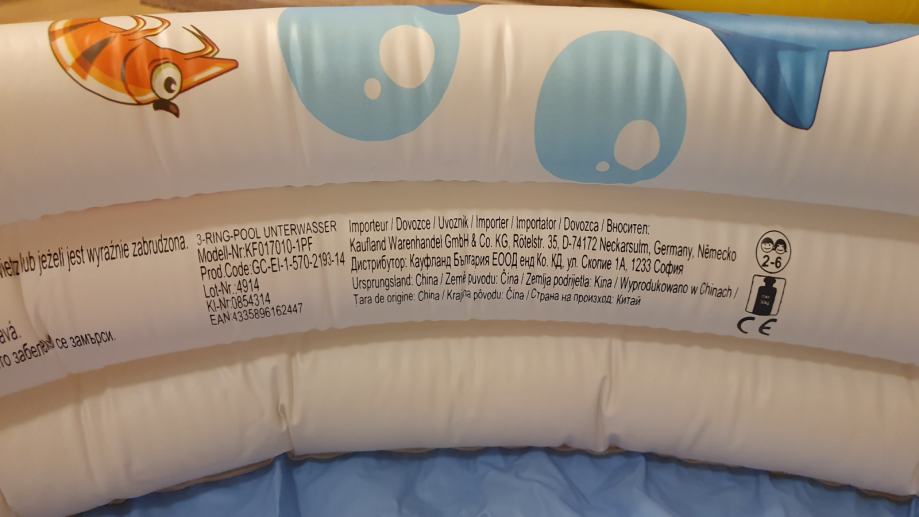 lub jeżeli jest wyraźnie zabrudzona.
се замърси.
3-RING-POOL UNTERWASSER
Modell-Nr:KF017010-1PF
Prod.Code:GC-EI-1-570-2193-14
Lot-Nr.:4914
KI-Nr:0854314
EAN:4335896162447
Importeur / Dovozce / Uvoznik / Importer / Importator / Dovozca / Вносител:
Kaufland Warenhandel GmbH & Co. KG, Rötelstr. 35, D-74172 Neckarsulm, Germany, Německo
Дистрибутор: Кауфланд България ЕООД енд Ко. КД, ул. Скопие 1А, 1233 София
Ursprungsland: China / Země původu: Čína / Zemlja podrijetla: Kina / Wyprodukowano w Chinach /
Tara de origine: China / Krajina pôvodu: Čína / Страна на произход: Китай
2-6
CE